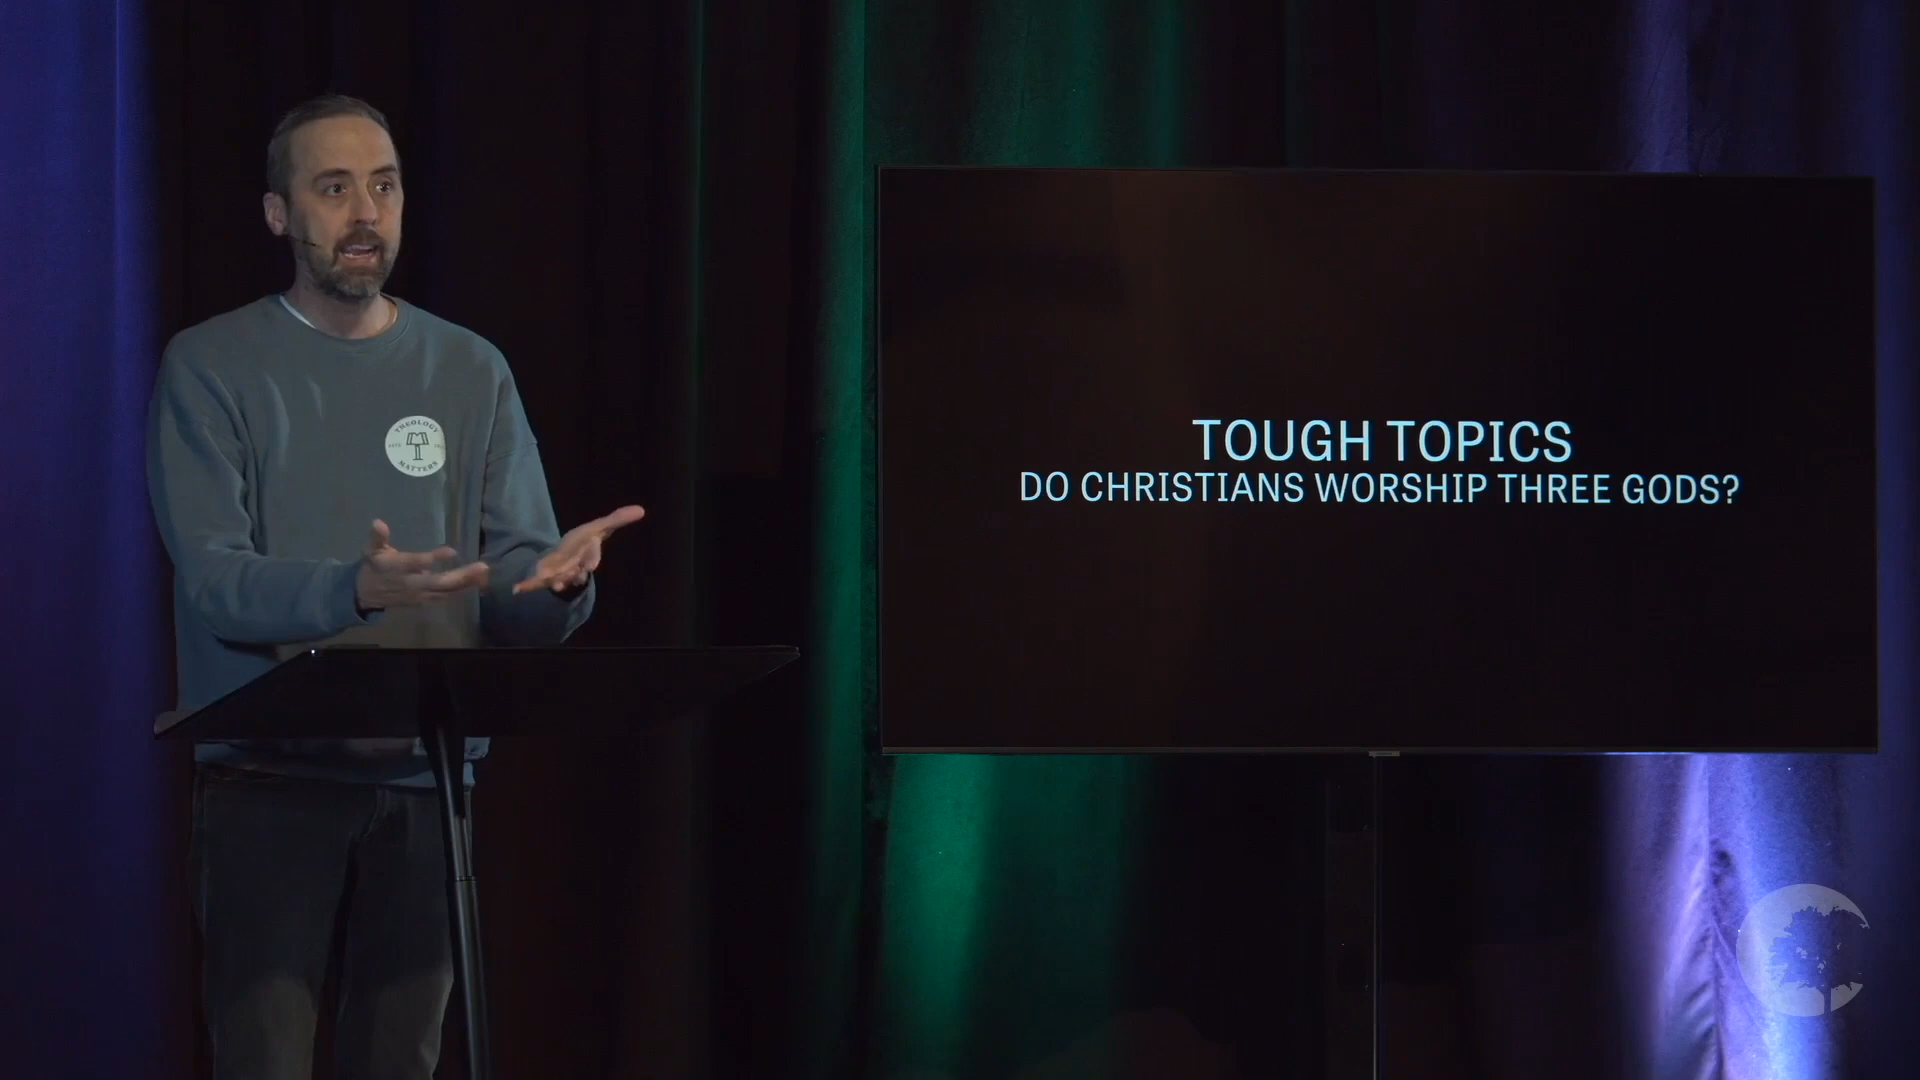 THEOLOGY
MATTERS
TOUGH TOPICS
DO CHRISTIANS WORSHIP THREE GODS?